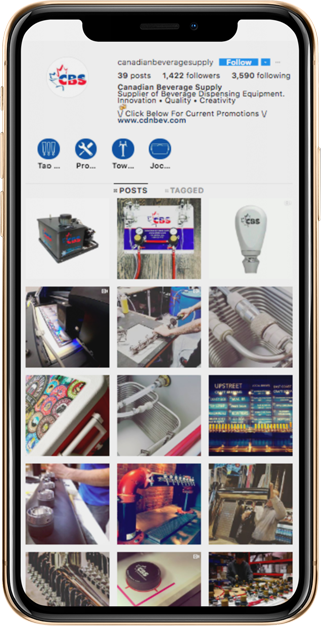 CBS
canadianbeveragesupply Follow
39 posts 1,422 followers 3,590 following
Canadian Beverage Supply
Supplier of Beverage Dispensing Equipment.
Innovation • Quality • Creativity
\/ Click Below For Current Promotions \/
www.cdnbev.com
Tap ... Pro... Tow... Joc...
POSTS TAGGED
CBS
CBS
UPSTREET
CBS